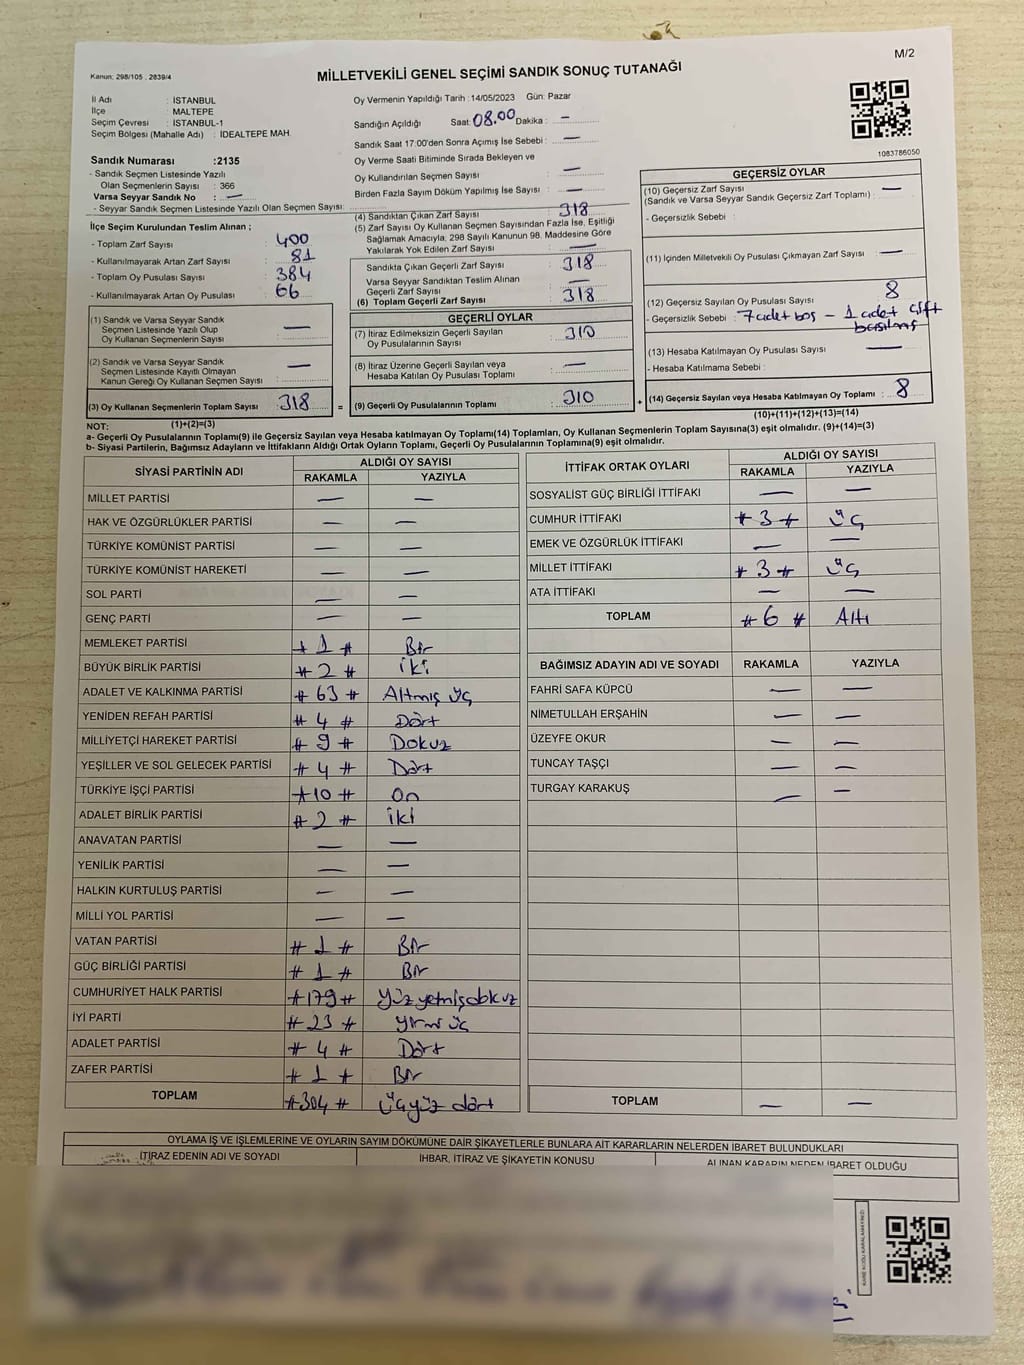 M/2
Kanun: 298/105 , 2839/4
MİLLETVEKİLİ GENEL SEÇİMİ SANDIK SONUÇ TUTANAĞI
İl Adı : İSTANBUL
İlçe : MALTEPE
Seçim Çevresi : İSTANBUL-1
Seçim Bölgesi (Mahalle Adı) : İDEALTEPE MAH.
Sandık Numarası :2135
- Sandık Seçmen Listesinde Yazılı
Olan Seçmenlerin Sayısı : 366
Varsa Seyyar Sandık No : —
- Seyyar Sandık Seçmen Listesinde Yazılı Olan Seçmen Sayısı:
İlçe Seçim Kurulundan Teslim Alınan ;
- Toplam Zarf Sayısı : 400
- Kullanılmayarak Artan Zarf Sayısı : 81
- Toplam Oy Pusulası Sayısı : 384
- Kullanılmayarak Artan Oy Pusulası : 66
(1) Sandık ve Varsa Seyyar Sandık
Seçmen Listesinde Yazılı Olup
Oy Kullanan Seçmenlerin Sayısı : —
(2) Sandık ve Varsa Seyyar Sandık
Seçmen Listesinde Kayıtlı Olmayan
Kanun Gereği Oy Kullanan Seçmen Sayısı : —
(3) Oy Kullanan Seçmenlerin Toplam Sayısı : 318
Oy Vermenin Yapıldığı Tarih :14/05/2023 Gün: Pazar
Sandığın Açıldığı Saat: 08.00 Dakika : —
Sandık Saat 17:00'den Sonra Açımış İse Sebebi : —
Oy Verme Saati Bitiminde Sırada Bekleyen ve
Oy Kullandırılan Seçmen Sayısı : —
Birden Fazla Sayım Döküm Yapılmış İse Sayısı : —
(4) Sandıktan Çıkan Zarf Sayısı : 318
(5) Zarf Sayısı Oy Kullanan Seçmen Sayısından Fazla İse, Eşitliği
Sağlamak Amacıyla, 298 Sayılı Kanunun 98. Maddesine Göre
Yakılarak Yok Edilen Zarf Sayısı : —
Sandıkta Çıkan Geçerli Zarf Sayısı : 318
Varsa Seyyar Sandıktan Teslim Alınan
Geçerli Zarf Sayısı : —
(6) Toplam Geçerli Zarf Sayısı : 318
GEÇERLİ OYLAR
(7) İtiraz Edilmeksizin Geçerli Sayılan
Oy Pusulalarının Sayısı : 310
(8) İtiraz Üzerine Geçerli Sayılan veya
Hesaba Katılan Oy Pusulası Toplamı : —
= (9) Geçerli Oy Pusulalarının Toplamı : 310
1083786050
GEÇERSİZ OYLAR
(10) Geçersiz Zarf Sayısı
(Sandık ve Varsa Seyyar Sandık Geçersiz Zarf Toplamı) : —
- Geçersizlik Sebebi :
(11) İçinden Milletvekili Oy Pusulası Çıkmayan Zarf Sayısı : —
(12) Geçersiz Sayılan Oy Pusulası Sayısı : 8
- Geçersizlik Sebebi : 7 adet boş – 1 adet çift
basılmış
(13) Hesaba Katılmayan Oy Pusulası Sayısı : —
- Hesaba Katılmama Sebebi :
+ (14) Geçersiz Sayılan veya Hesaba Katılmayan Oy Toplamı : 8
NOT: (1)+(2)=(3) (10)+(11)+(12)+(13)=(14)
a- Geçerli Oy Pusulalarının Toplamı(9) ile Geçersiz Sayılan veya Hesaba katılmayan Oy Toplamı(14) Toplamları, Oy Kullanan Seçmenlerin Toplam Sayısına(3) eşit olmalıdır. (9)+(14)=(3)
b- Siyasi Partilerin, Bağımsız Adayların ve İttifakların Aldığı Ortak Oyların Toplamı, Geçerli Oy Pusulalarının Toplamına(9) eşit olmalıdır.
SİYASİ PARTİNİN ADI ALDIĞI OY SAYISI
RAKAMLA YAZIYLA
MİLLET PARTİSİ — —
HAK VE ÖZGÜRLÜKLER PARTİSİ — —
TÜRKİYE KOMÜNİST PARTİSİ — —
TÜRKİYE KOMÜNİST HAREKETİ — —
SOL PARTİ — —
GENÇ PARTİ — —
MEMLEKET PARTİSİ # 1 # Bir
BÜYÜK BİRLİK PARTİSİ # 2 # iki
ADALET VE KALKINMA PARTİSİ # 63 # Altmış üç
YENİDEN REFAH PARTİSİ # 4 # Dört
MİLLİYETÇİ HAREKET PARTİSİ # 9 # Dokuz
YEŞİLLER VE SOL GELECEK PARTİSİ # 4 # Dört
TÜRKİYE İŞÇİ PARTİSİ #10 # On
ADALET BİRLİK PARTİSİ # 2 # iki
ANAVATAN PARTİSİ — —
YENİLİK PARTİSİ — —
HALKIN KURTULUŞ PARTİSİ — —
MİLLİ YOL PARTİSİ — —
VATAN PARTİSİ # 1 # Bir
GÜÇ BİRLİĞİ PARTİSİ # 1 # Bir
CUMHURİYET HALK PARTİSİ #179# Yüz yetmiş dokuz
İYİ PARTİ # 23 # Yirmi üç
ADALET PARTİSİ # 4 # Dört
ZAFER PARTİSİ # 1 # Bir
TOPLAM #304 # Üçyüz dört
İTTİFAK ORTAK OYLARI ALDIĞI OY SAYISI
RAKAMLA YAZIYLA
SOSYALİST GÜÇ BİRLİĞİ İTTİFAKI — —
CUMHUR İTTİFAKI # 3 # Üç
EMEK VE ÖZGÜRLÜK İTTİFAKI — —
MİLLET İTTİFAKI # 3 # Üç
ATA İTTİFAKI — —
TOPLAM # 6 # Altı
BAĞIMSIZ ADAYIN ADI VE SOYADI RAKAMLA YAZIYLA
FAHRİ SAFA KÜPCÜ — —
NİMETULLAH ERŞAHİN — —
ÜZEYFE OKUR — —
TUNCAY TAŞÇI — —
TURGAY KARAKUŞ — —
TOPLAM — —
OYLAMA İŞ VE İŞLEMLERİNE VE OYLARIN SAYIM DÖKÜMÜNE DAİR ŞİKAYETLERLE BUNLARA AİT KARARLARIN NELERDEN İBARET BULUNDUKLARI
İTİRAZ EDENİN ADI VE SOYADI İHBAR, İTİRAZ VE ŞİKAYETİN KONUSU ALINAN KARARIN NEDEN İBARET OLDUĞU